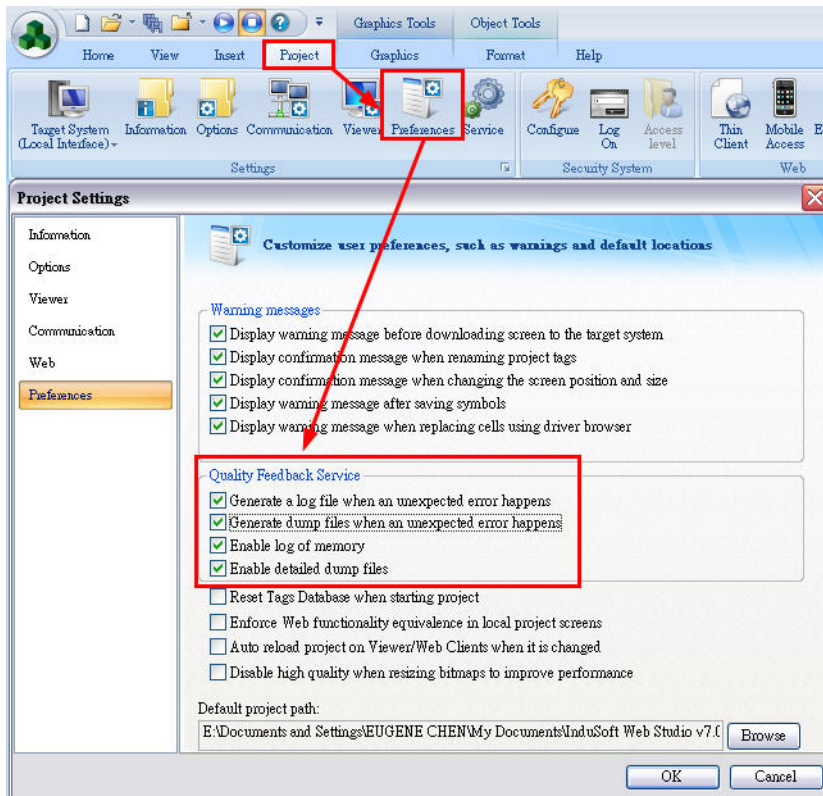 Graphics Tools Object Tools
Home View Insert Project Graphics Format Help
Target System (Local Interface) Information Options Communication Viewer Preferences Service Configure Log On Access level Thin Client Mobile Access E
Settings Security System Web
Project Settings
Information
Options
Viewer
Communication
Web
Preferences
Customize user preferences, such as warnings and default locations
Warning messages
Display warning message before downloading screen to the target system
Display confirmation message when renaming project tags
Display confirmation message when changing the screen position and size
Display warning message after saving symbols
Display warning message when replacing cells using driver browser
Quality Feedback Service
Generate a log file when an unexpected error happens
Generate dump files when an unexpected error happens
Enable log of memory
Enable detailed dump files
Reset Tags Database when starting project
Enforce Web functionality equivalence in local project screens
Auto reload project on Viewer/Web Clients when it is changed
Disable high quality when resizing bitmaps to improve performance
Default project path:
E:\Documents and Settings\EUGENE CHEN\My Documents\InduSoft Web Studio v7.0 Browse
OK Cancel